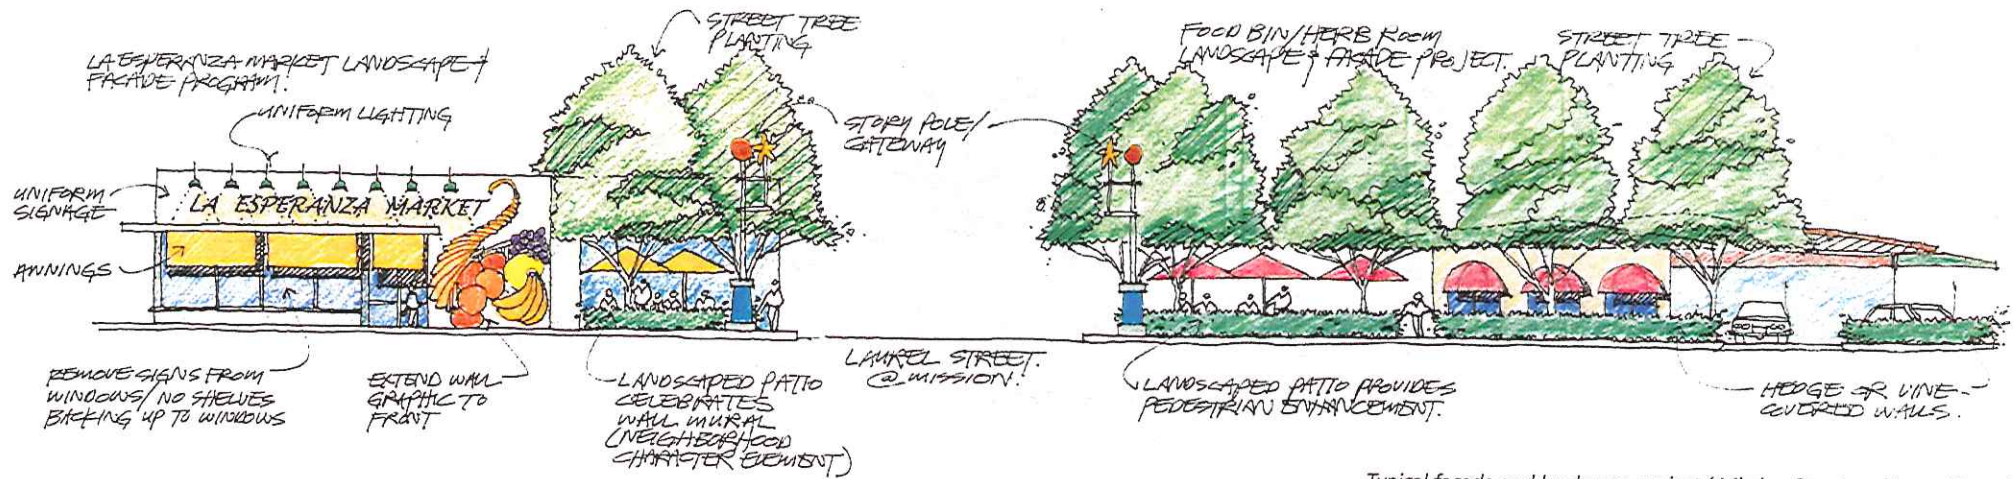 STREET TREE
PLANTING
LA ESPERANZA MARKET LANDSCAPE &
FACADE PROGRAM.
UNIFORM LIGHTING
STORY POLE/
GATEWAY
FOOD BIN/HERB ROOM
LANDSCAPE & FACADE PROJECT.
STREET TREE
PLANTING
UNIFORM
SIGNAGE
LA ESPERANZA MARKET
AWNINGS
REMOVE SIGNS FROM
WINDOWS/NO SHELVES
BACKING UP TO WINDOWS
EXTEND WALL
GRAPHIC TO
FRONT
LANDSCAPED PATIO
CELEBRATES
WALL MURAL
(NEIGHBORHOOD
CHARACTER ELEMENT)
LAUREL STREET.
@ MISSION.
LANDSCAPED PATIO PROVIDES
PEDESTRIAN ENHANCEMENT.
HEDGE OR VINE-
COVERED WALLS.